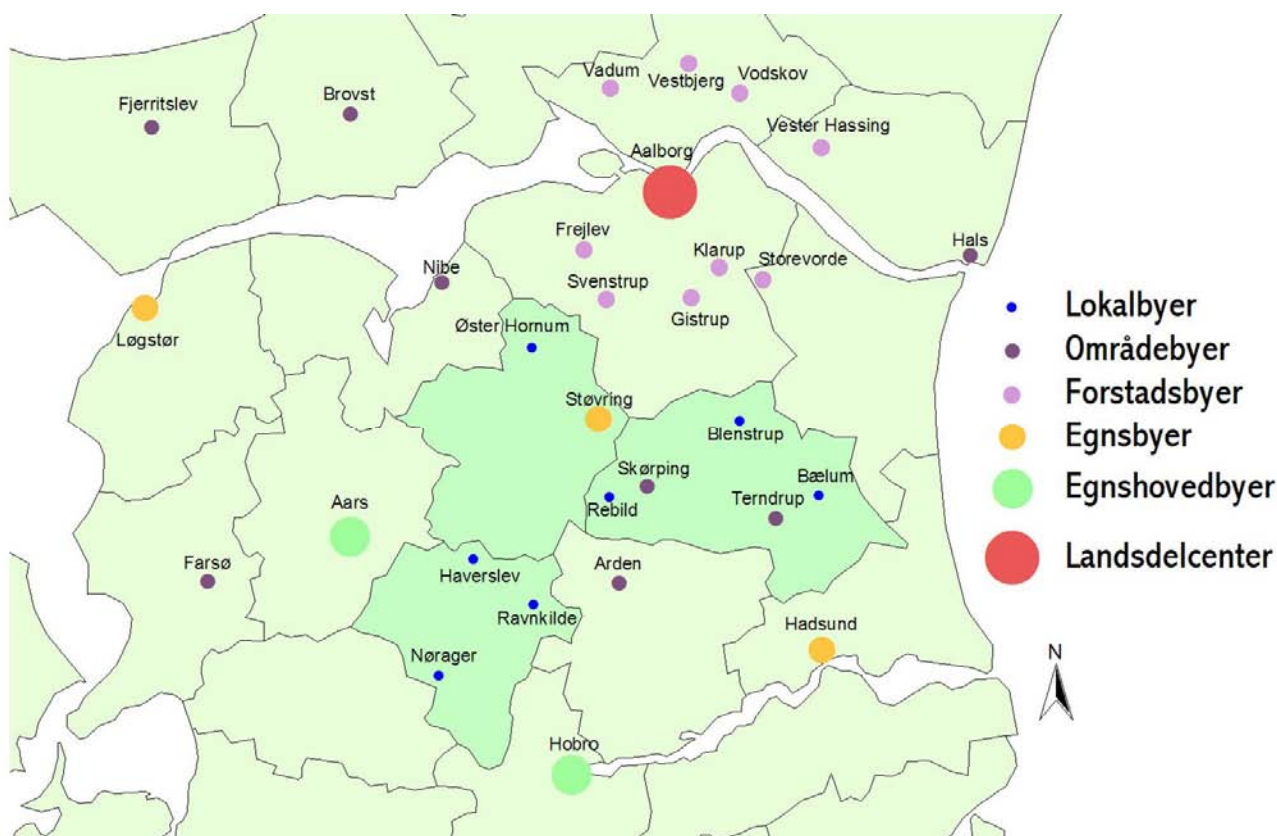 Vadum
Vestbjerg
Vodskov
Fjerritslev
Brovst
Vester Hassing
Aalborg
Frejlev
Klarup
Storevorde
Hals
Nibe
Svenstrup
Gistrup
Løgstør
Øster Hornum
Støvring
Blenstrup
Skørping
Bælum
Rebild
Terndrup
Aars
Farsø
Haverslev
Arden
Ravnkilde
Hadsund
Nørager
Hobro
Lokalbyer
Områdebyer
Forstadsbyer
Egnsbyer
Egnshovedbyer
Landsdelcenter
N